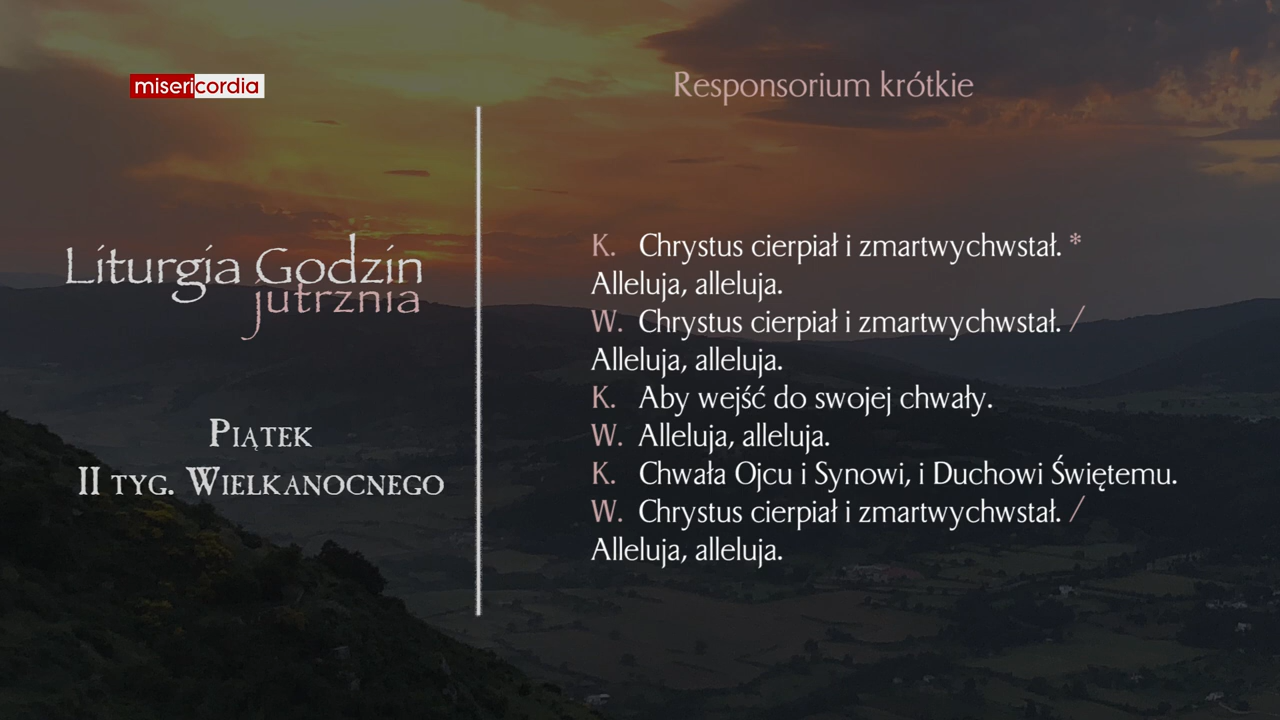 misericordia
Liturgia Godzin
jutrznia
Piątek
II tyg. Wielkanocnego
Responsorium krótkie
K. Chrystus cierpiał i zmartwychwstał. *
Alleluja, alleluja.
W. Chrystus cierpiał i zmartwychwstał. /
Alleluja, alleluja.
K. Aby wejść do swojej chwały.
W. Alleluja, alleluja.
K. Chwała Ojcu i Synowi, i Duchowi Świętemu.
W. Chrystus cierpiał i zmartwychwstał. /
Alleluja, alleluja.